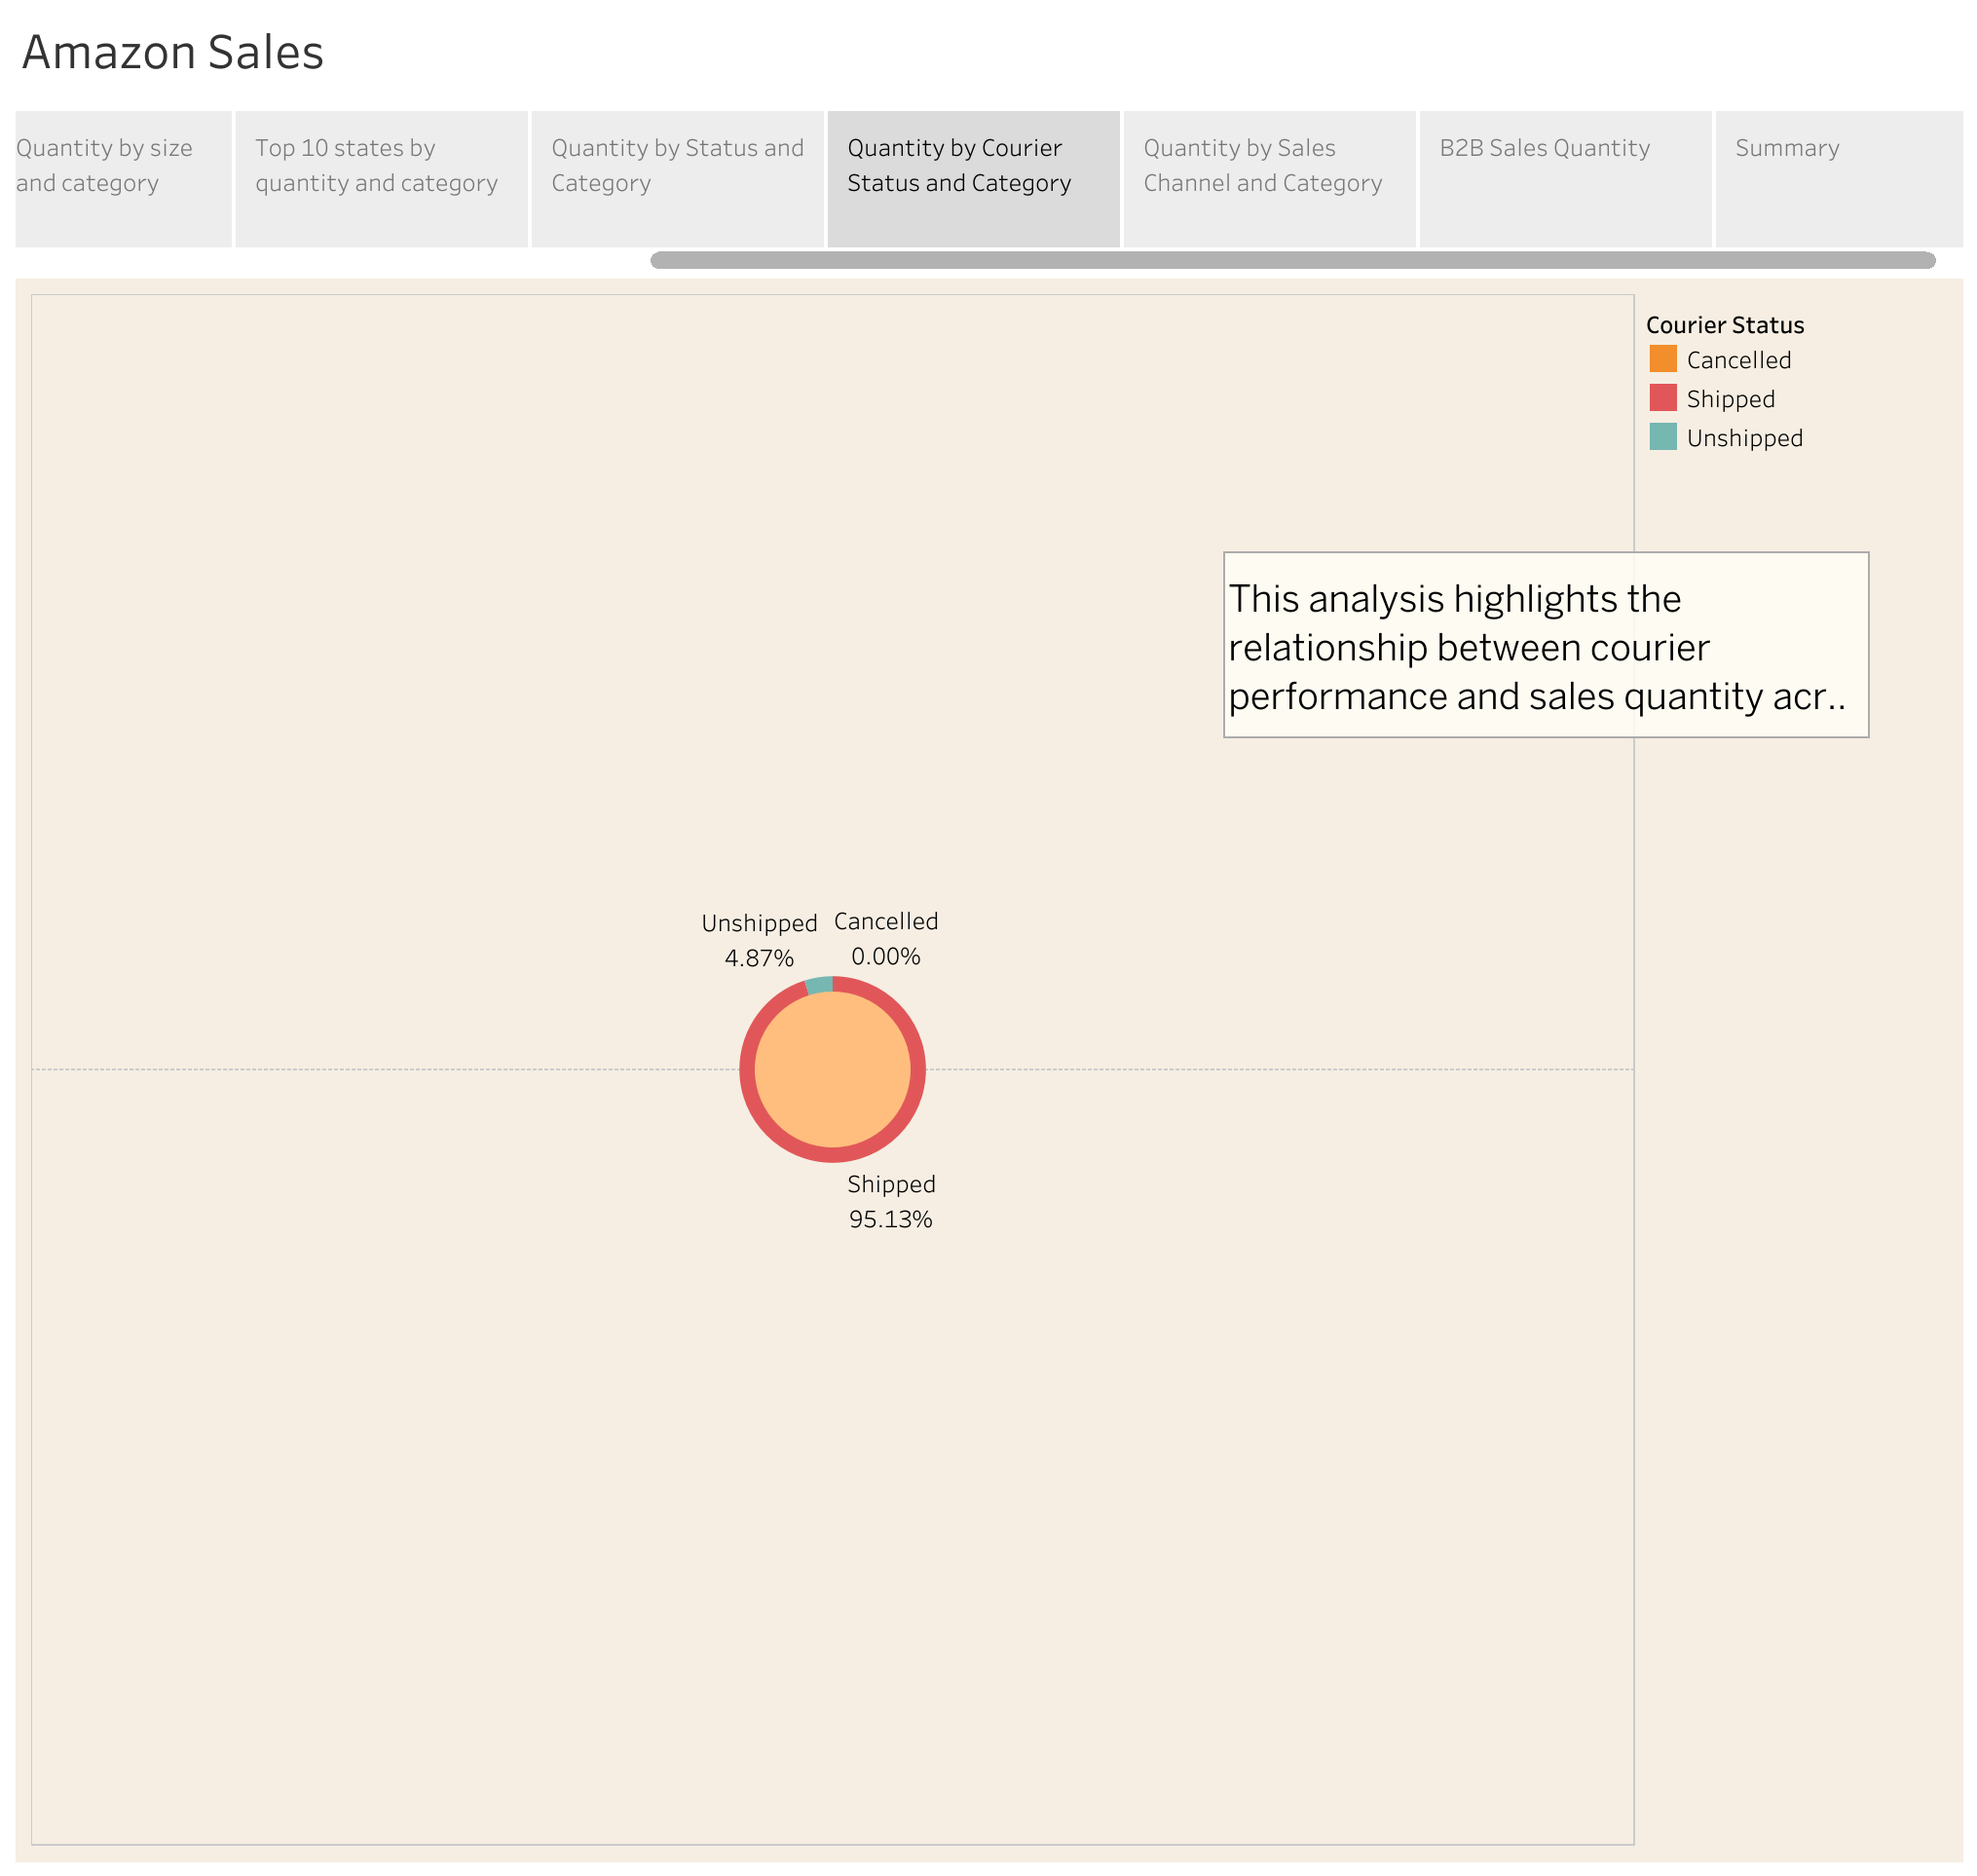 Amazon Sales
Quantity by size
and category
Top 10 states by
quantity and category
Quantity by Status and
Category
Quantity by Courier
Status and Category
Quantity by Sales
Channel and Category
B2B Sales Quantity
Summary
Courier Status
Cancelled
Shipped
Unshipped
This analysis highlights the
relationship between courier
performance and sales quantity acr..
Unshipped
4.87%
Cancelled
0.00%
Shipped
95.13%